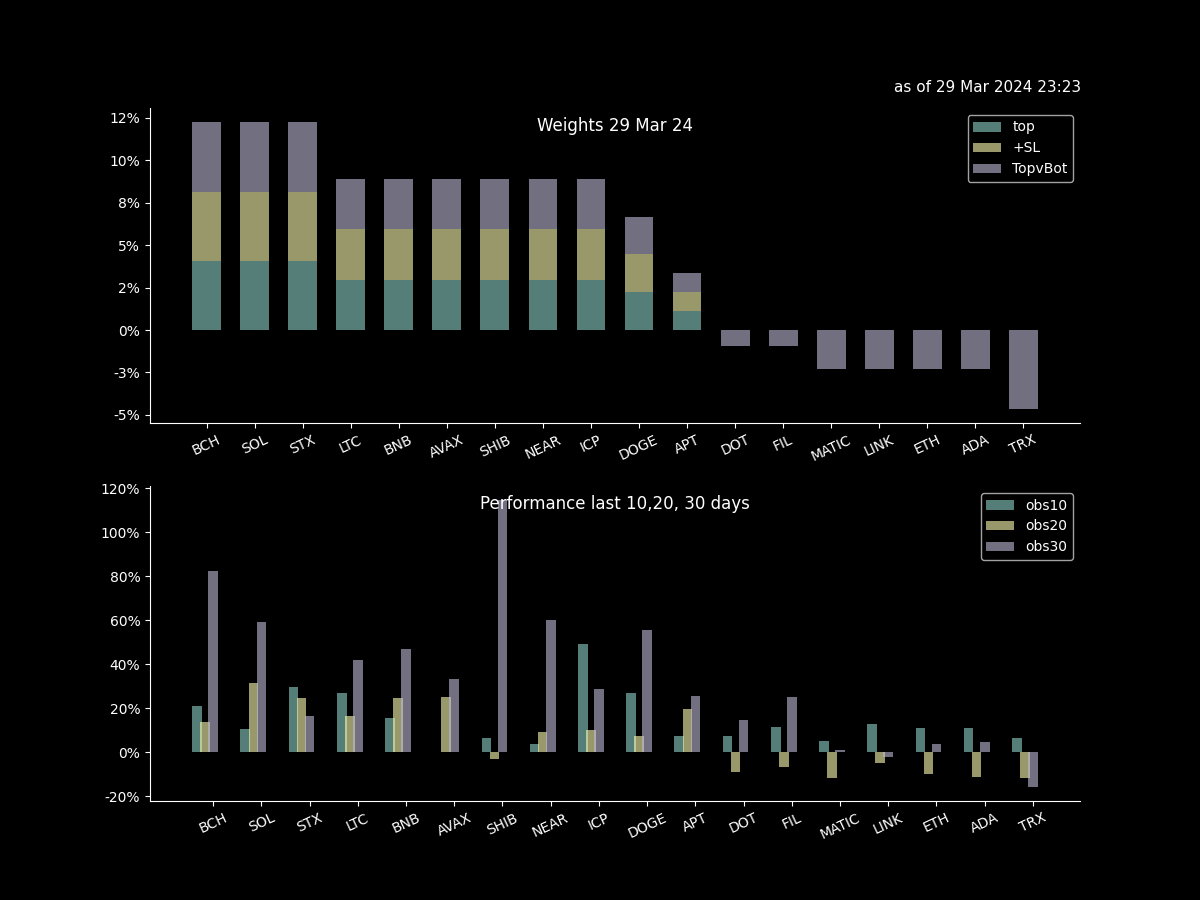 as of 29 Mar 2024 23:23
Weights 29 Mar 24
top
+SL
TopvBot
12%
10%
8%
5%
2%
0%
-3%
-5%
BCH SOL STX LTC BNB AVAX SHIB NEAR ICP DOGE APT DOT FIL MATIC LINK ETH ADA TRX
Performance last 10,20, 30 days
obs10
obs20
obs30
120%
100%
80%
60%
40%
20%
0%
-20%
BCH SOL STX LTC BNB AVAX SHIB NEAR ICP DOGE APT DOT FIL MATIC LINK ETH ADA TRX